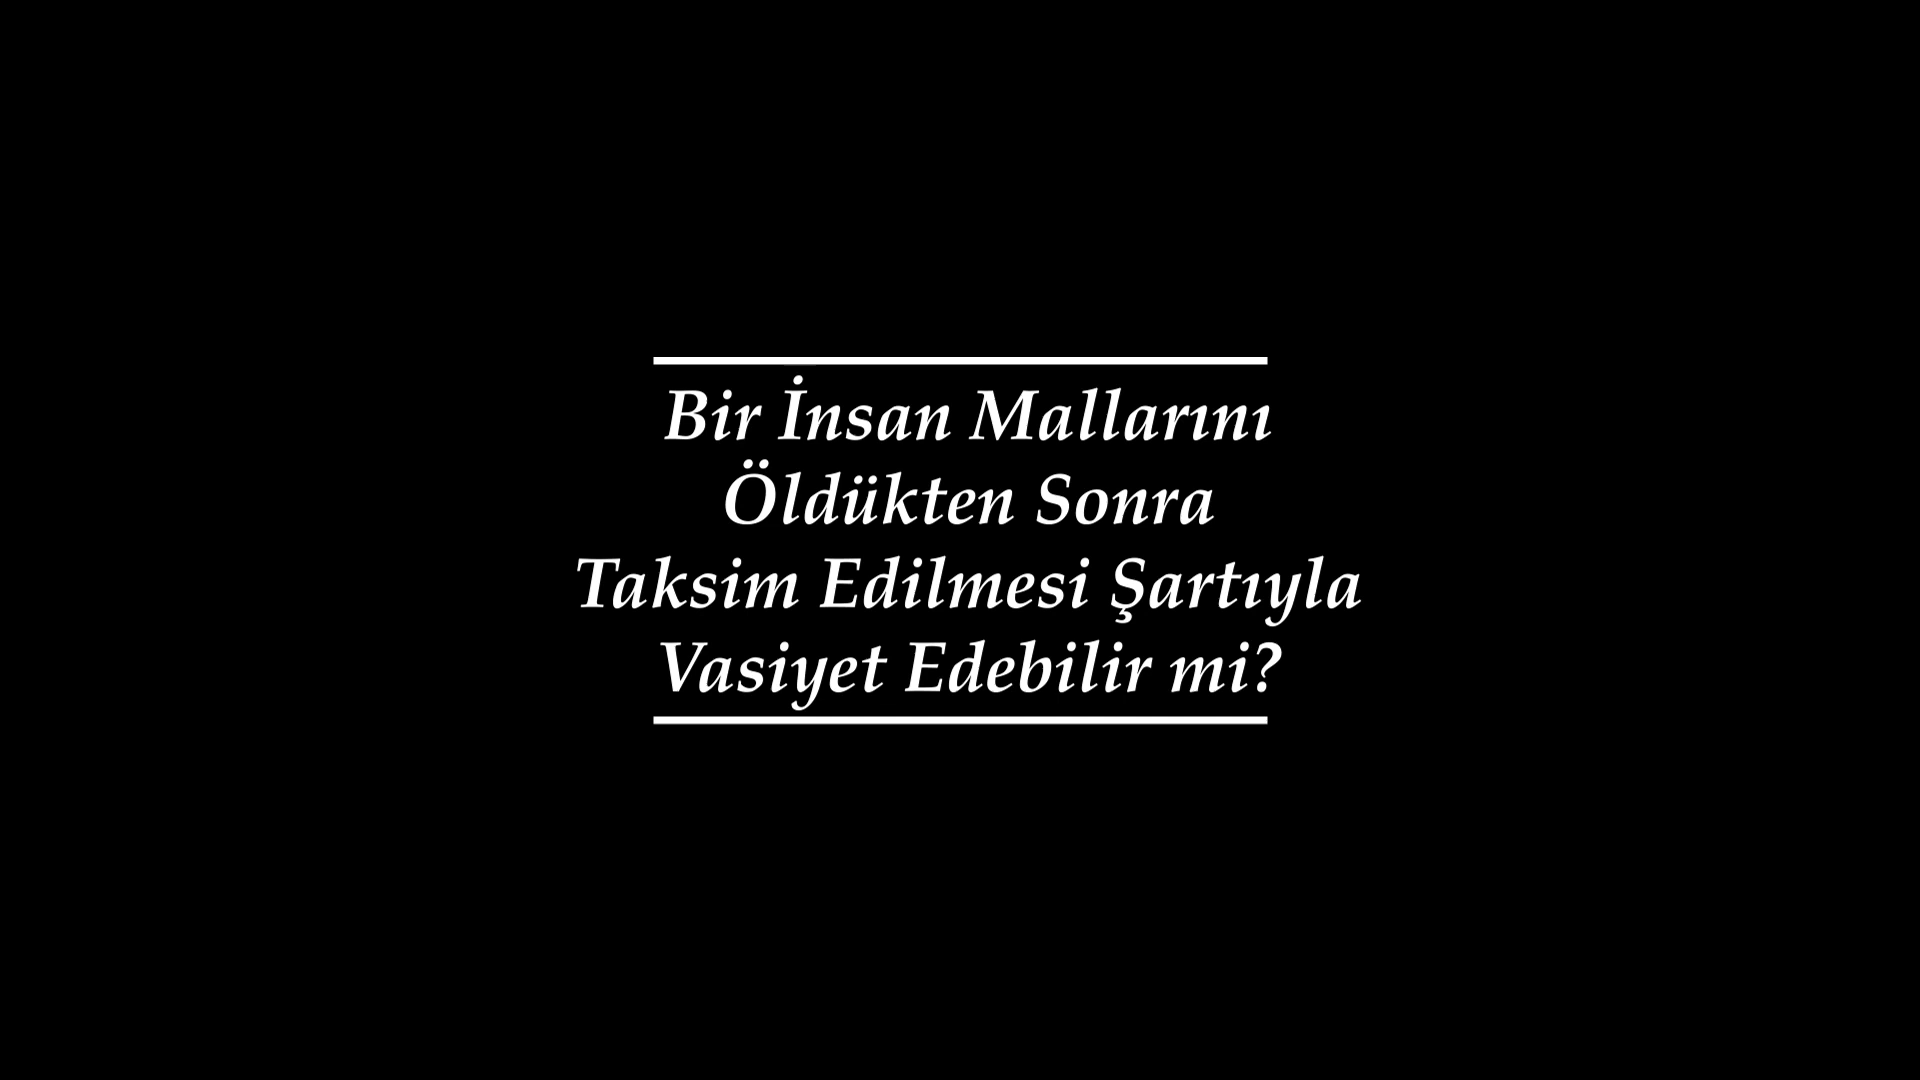 Bir İnsan Mallarını
Öldükten Sonra
Taksim Edilmesi Şartıyla
Vasiyet Edebilir mi?